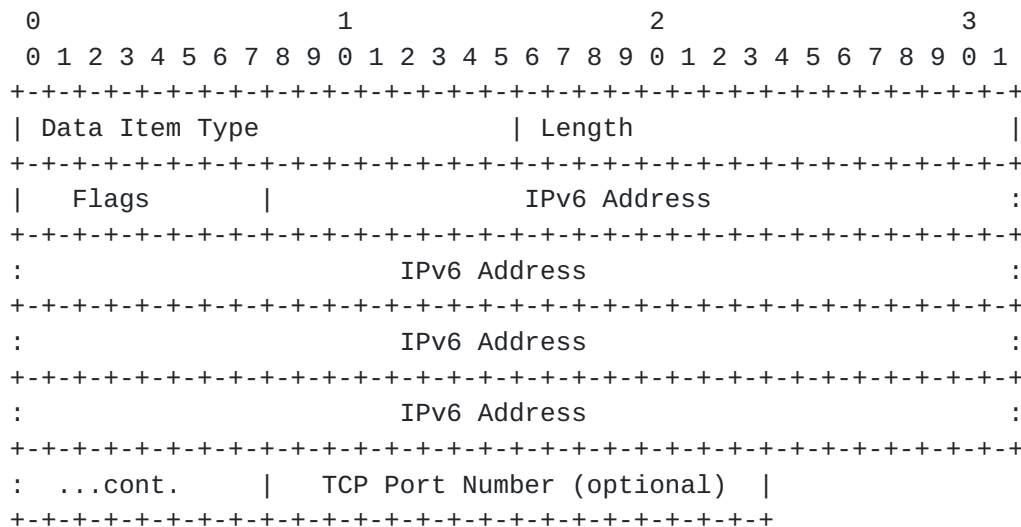 0                   1                   2                   3
 0 1 2 3 4 5 6 7 8 9 0 1 2 3 4 5 6 7 8 9 0 1 2 3 4 5 6 7 8 9 0 1
+-+-+-+-+-+-+-+-+-+-+-+-+-+-+-+-+-+-+-+-+-+-+-+-+-+-+-+-+-+-+-+-+
| Data Item Type                | Length                        |
+-+-+-+-+-+-+-+-+-+-+-+-+-+-+-+-+-+-+-+-+-+-+-+-+-+-+-+-+-+-+-+-+
|   Flags       |                IPv6 Address                   :
+-+-+-+-+-+-+-+-+-+-+-+-+-+-+-+-+-+-+-+-+-+-+-+-+-+-+-+-+-+-+-+-+
:                        IPv6 Address                           :
+-+-+-+-+-+-+-+-+-+-+-+-+-+-+-+-+-+-+-+-+-+-+-+-+-+-+-+-+-+-+-+-+
:                        IPv6 Address                           :
+-+-+-+-+-+-+-+-+-+-+-+-+-+-+-+-+-+-+-+-+-+-+-+-+-+-+-+-+-+-+-+-+
:                        IPv6 Address                           :
+-+-+-+-+-+-+-+-+-+-+-+-+-+-+-+-+-+-+-+-+-+-+-+-+-+-+-+-+-+-+-+-+
:  ...cont.     |   TCP Port Number (optional)  |
+-+-+-+-+-+-+-+-+-+-+-+-+-+-+-+-+-+-+-+-+-+-+-+-+